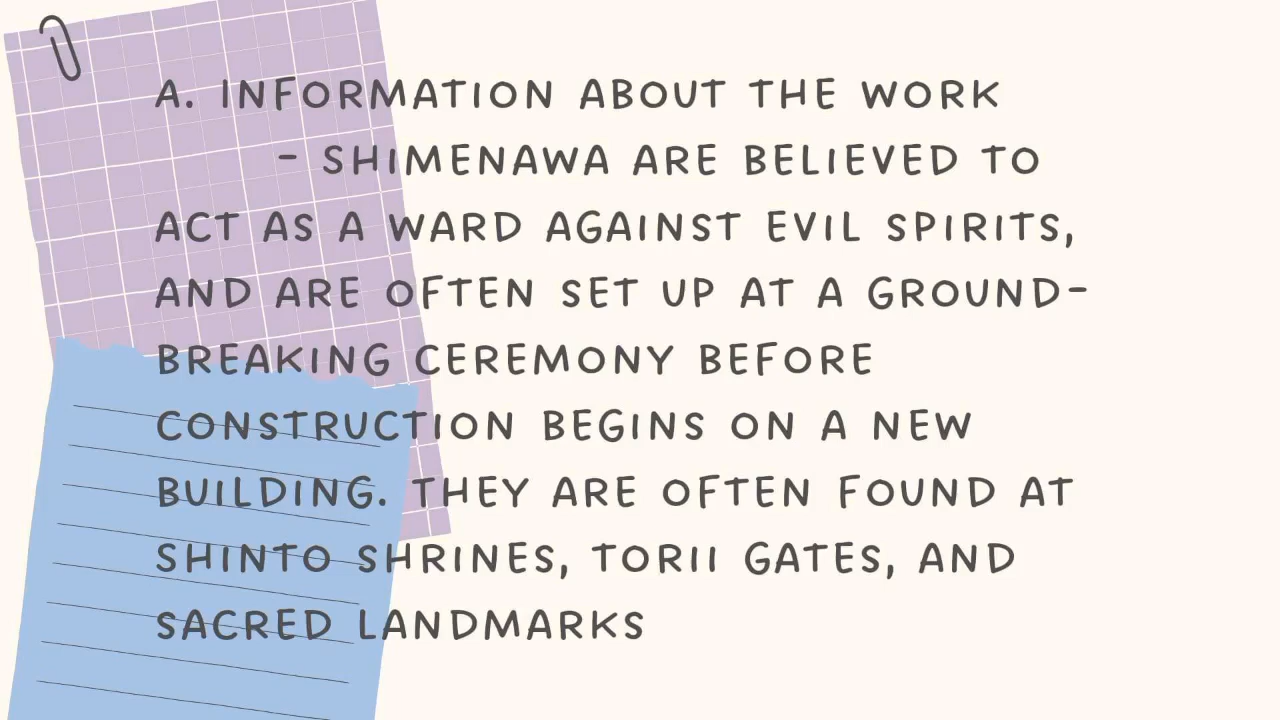 A. INFORMATION ABOUT THE WORK
- SHIMENAWA ARE BELIEVED TO
ACT AS A WARD AGAINST EVIL SPIRITS,
AND ARE OFTEN SET UP AT A GROUND-
BREAKING CEREMONY BEFORE
CONSTRUCTION BEGINS ON A NEW
BUILDING. THEY ARE OFTEN FOUND AT
SHINTO SHRINES, TORII GATES, AND
SACRED LANDMARKS